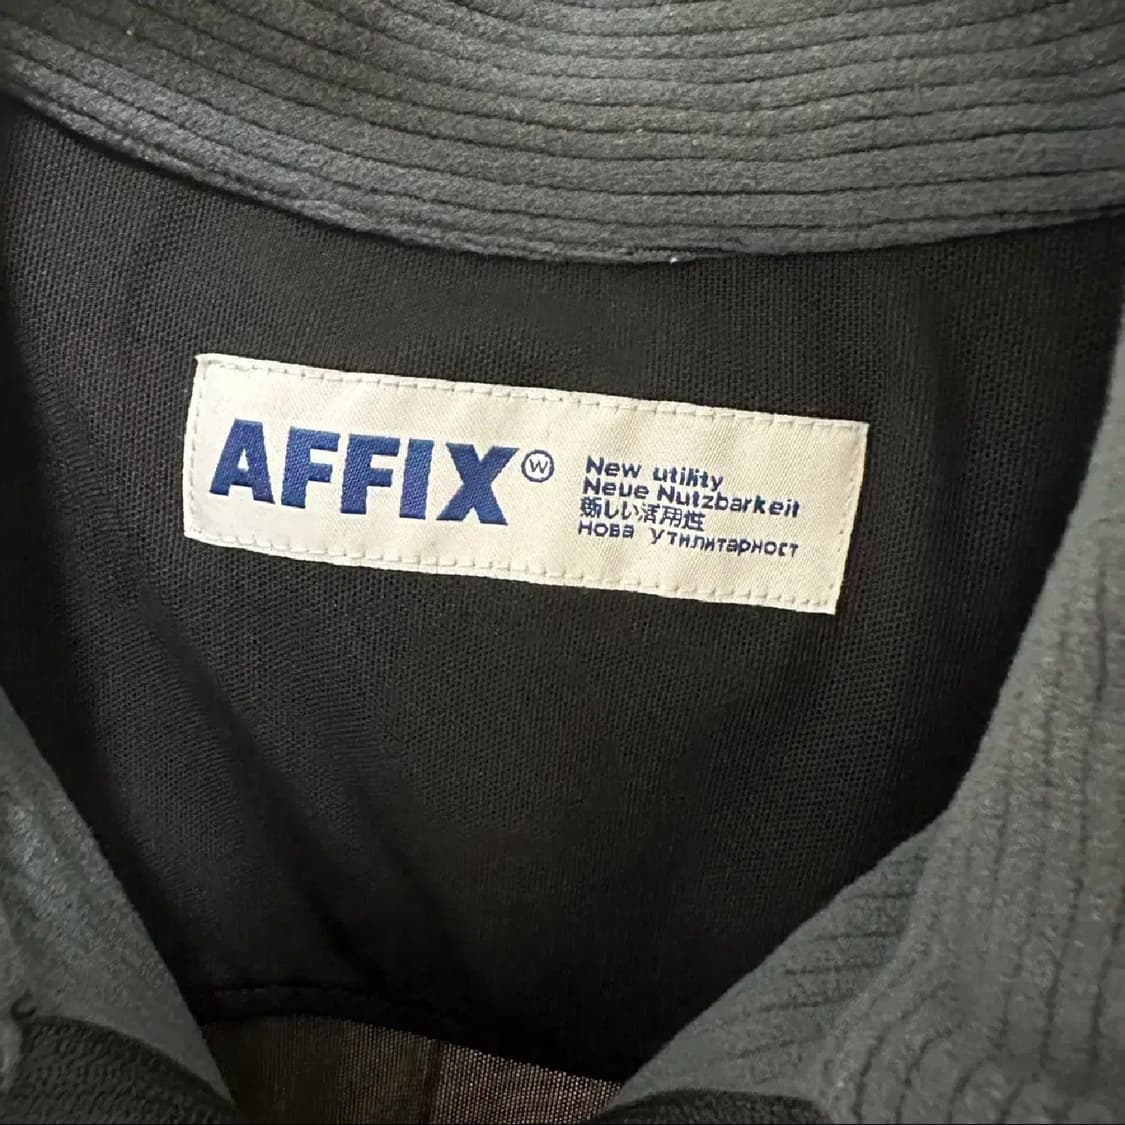 AFFIX Ⓦ
New utility
Neue Nutzbarkeit
新しい活用性
нова Утилитарност